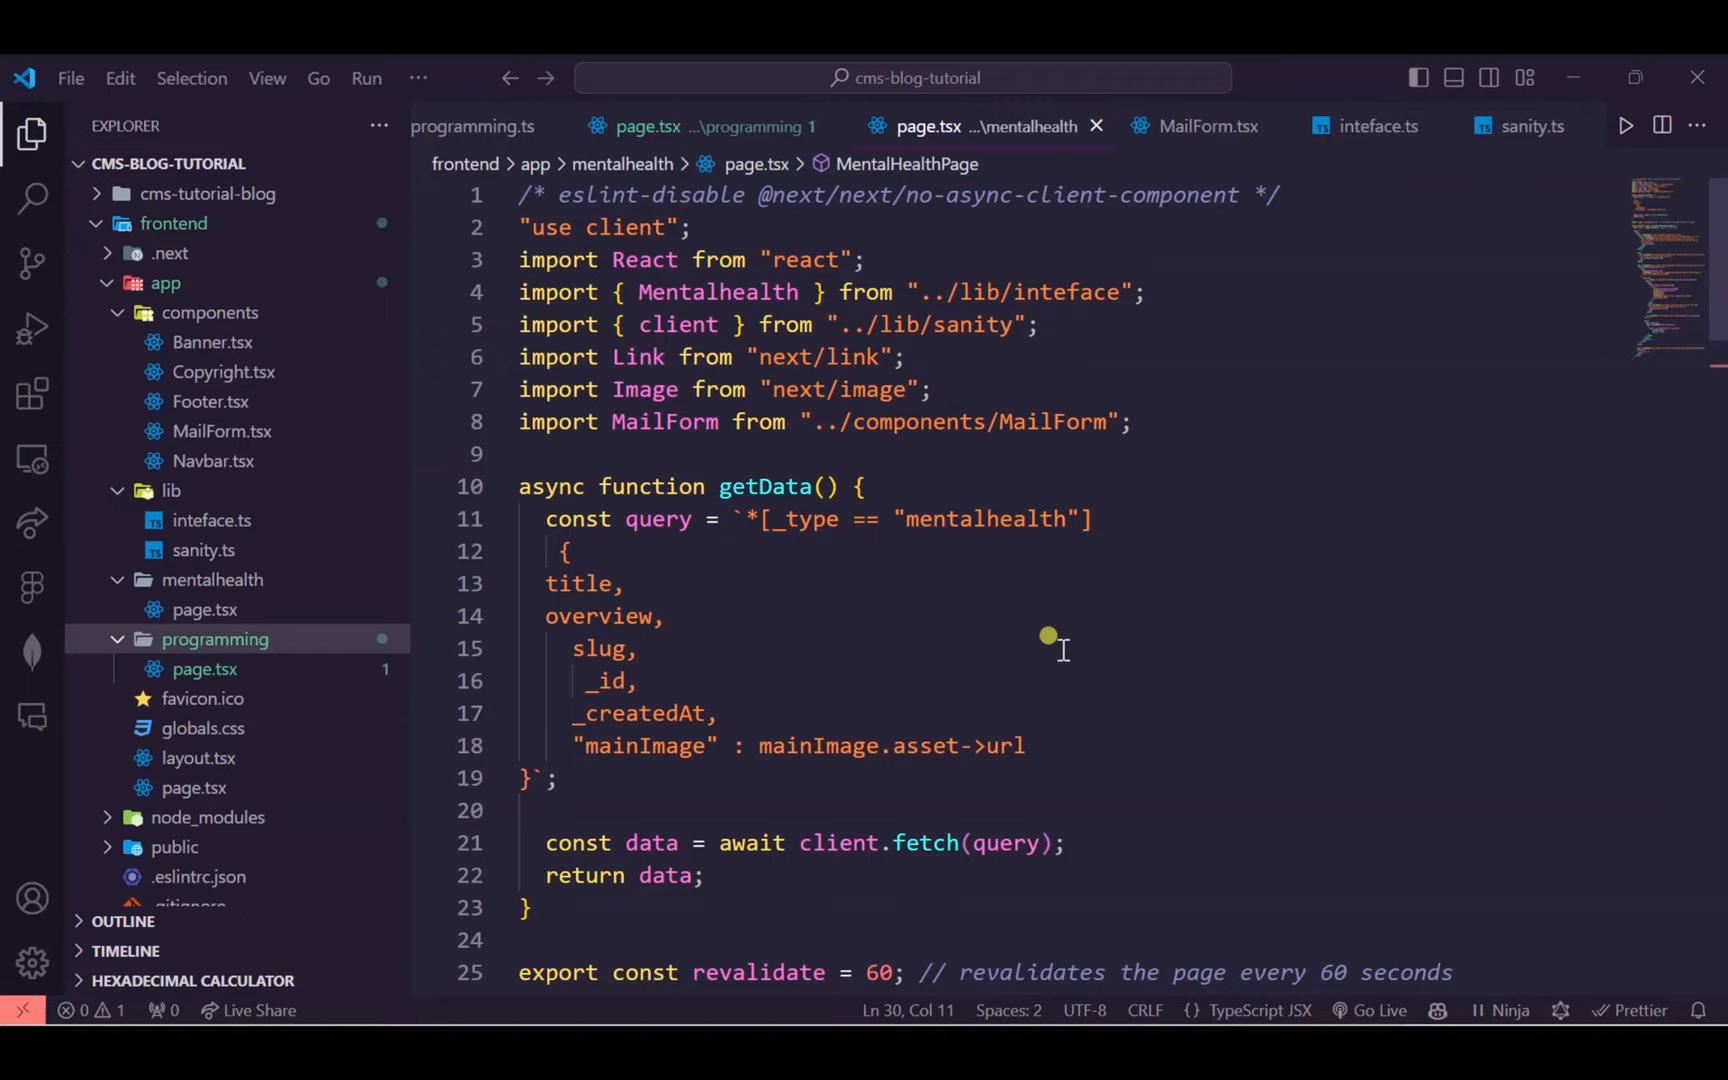 File Edit Selection View Go Run ··· cms-blog-tutorial
EXPLORER ···
programming.ts page.tsx ...\programming 1 page.tsx ...\mentalhealth MailForm.tsx TS inteface.ts TS sanity.ts ···
CMS-BLOG-TUTORIAL
cms-tutorial-blog
frontend
.next
app
components
Banner.tsx
Copyright.tsx
Footer.tsx
MailForm.tsx
Navbar.tsx
lib
TS inteface.ts
TS sanity.ts
mentalhealth
page.tsx
programming
page.tsx 1
favicon.ico
globals.css
layout.tsx
page.tsx
node_modules
public
.eslintrc.json
.gitignore
OUTLINE
TIMELINE
HEXADECIMAL CALCULATOR
frontend > app > mentalhealth > page.tsx > MentalHealthPage
1 /* eslint-disable @next/next/no-async-client-component */
2 "use client";
3 import React from "react";
4 import { Mentalhealth } from "../lib/inteface";
5 import { client } from "../lib/sanity";
6 import Link from "next/link";
7 import Image from "next/image";
8 import MailForm from "../components/MailForm";
9
10 async function getData() {
11 const query = `*[_type == "mentalhealth"]
12 {
13 title,
14 overview,
15 slug,
16 _id,
17 _createdAt,
18 "mainImage" : mainImage.asset->url
19 }`;
20
21 const data = await client.fetch(query);
22 return data;
23 }
24
25 export const revalidate = 60; // revalidates the page every 60 seconds
0 1 0 Live Share Ln 30, Col 11 Spaces: 2 UTF-8 CRLF {} TypeScript JSX Go Live Ninja Prettier